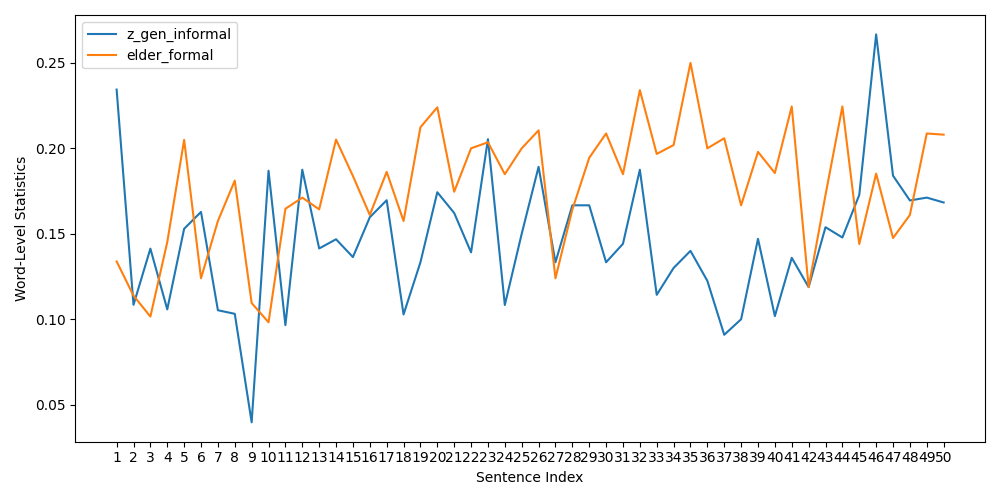 z_gen_informal
elder_formal
0.25
0.20
0.15
0.10
0.05
Word-Level Statistics
1 2 3 4 5 6 7 8 9 10 11 12 13 14 15 16 17 18 19 20 21 22 23 24 25 26 27 28 29 30 31 32 33 34 35 36 37 38 39 40 41 42 43 44 45 46 47 48 49 50
Sentence Index